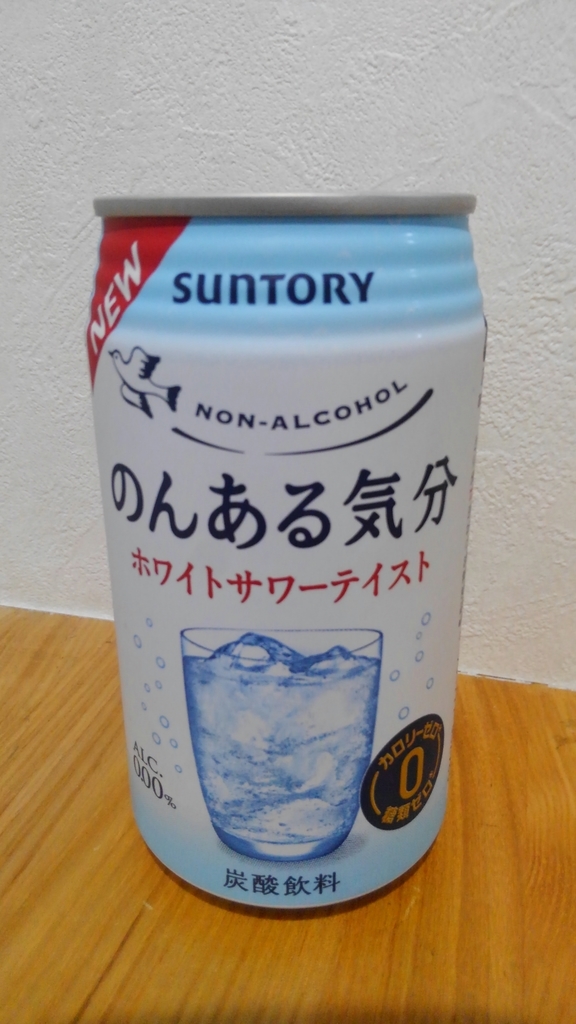 NEW
SUNTORY
NON-ALCOHOL
のんある気分
ホワイトサワーテイスト
ALC.
0.00%
カロリーゼロ
0
糖類ゼロ
炭酸飲料